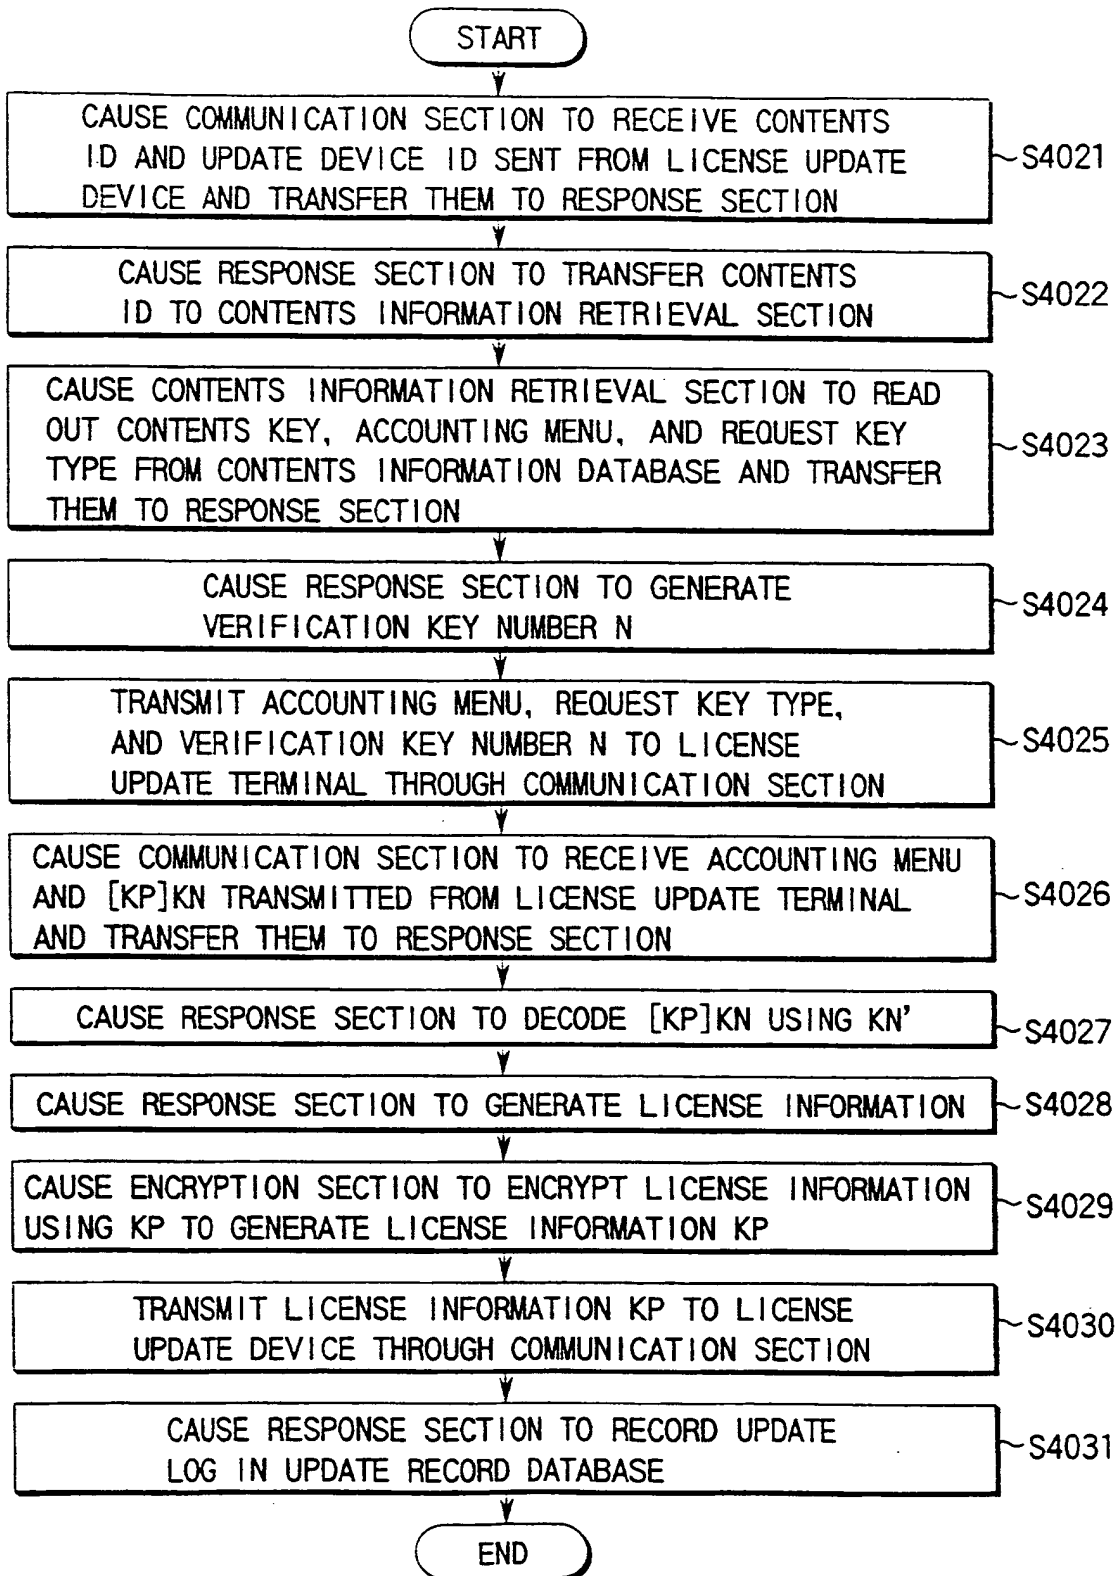 START
CAUSE COMMUNICATION SECTION TO RECEIVE CONTENTS
ID AND UPDATE DEVICE ID SENT FROM LICENSE UPDATE
DEVICE AND TRANSFER THEM TO RESPONSE SECTION
S4021
CAUSE RESPONSE SECTION TO TRANSFER CONTENTS
ID TO CONTENTS INFORMATION RETRIEVAL SECTION
S4022
CAUSE CONTENTS INFORMATION RETRIEVAL SECTION TO READ
OUT CONTENTS KEY, ACCOUNTING MENU, AND REQUEST KEY
TYPE FROM CONTENTS INFORMATION DATABASE AND TRANSFER
THEM TO RESPONSE SECTION
S4023
CAUSE RESPONSE SECTION TO GENERATE
VERIFICATION KEY NUMBER N
S4024
TRANSMIT ACCOUNTING MENU, REQUEST KEY TYPE,
AND VERIFICATION KEY NUMBER N TO LICENSE
UPDATE TERMINAL THROUGH COMMUNICATION SECTION
S4025
CAUSE COMMUNICATION SECTION TO RECEIVE ACCOUNTING MENU
AND [KP]KN TRANSMITTED FROM LICENSE UPDATE TERMINAL
AND TRANSFER THEM TO RESPONSE SECTION
S4026
CAUSE RESPONSE SECTION TO DECODE [KP]KN USING KN'
S4027
CAUSE RESPONSE SECTION TO GENERATE LICENSE INFORMATION
S4028
CAUSE ENCRYPTION SECTION TO ENCRYPT LICENSE INFORMATION
USING KP TO GENERATE LICENSE INFORMATION KP
S4029
TRANSMIT LICENSE INFORMATION KP TO LICENSE
UPDATE DEVICE THROUGH COMMUNICATION SECTION
S4030
CAUSE RESPONSE SECTION TO RECORD UPDATE
LOG IN UPDATE RECORD DATABASE
S4031
END